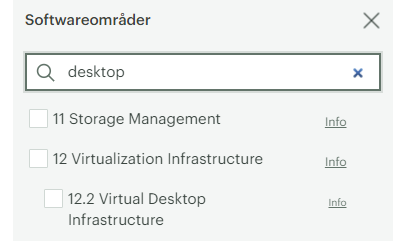 Softwareområder
desktop
11 Storage Management
Info
12 Virtualization Infrastructure
Info
12.2 Virtual Desktop
Infrastructure
Info